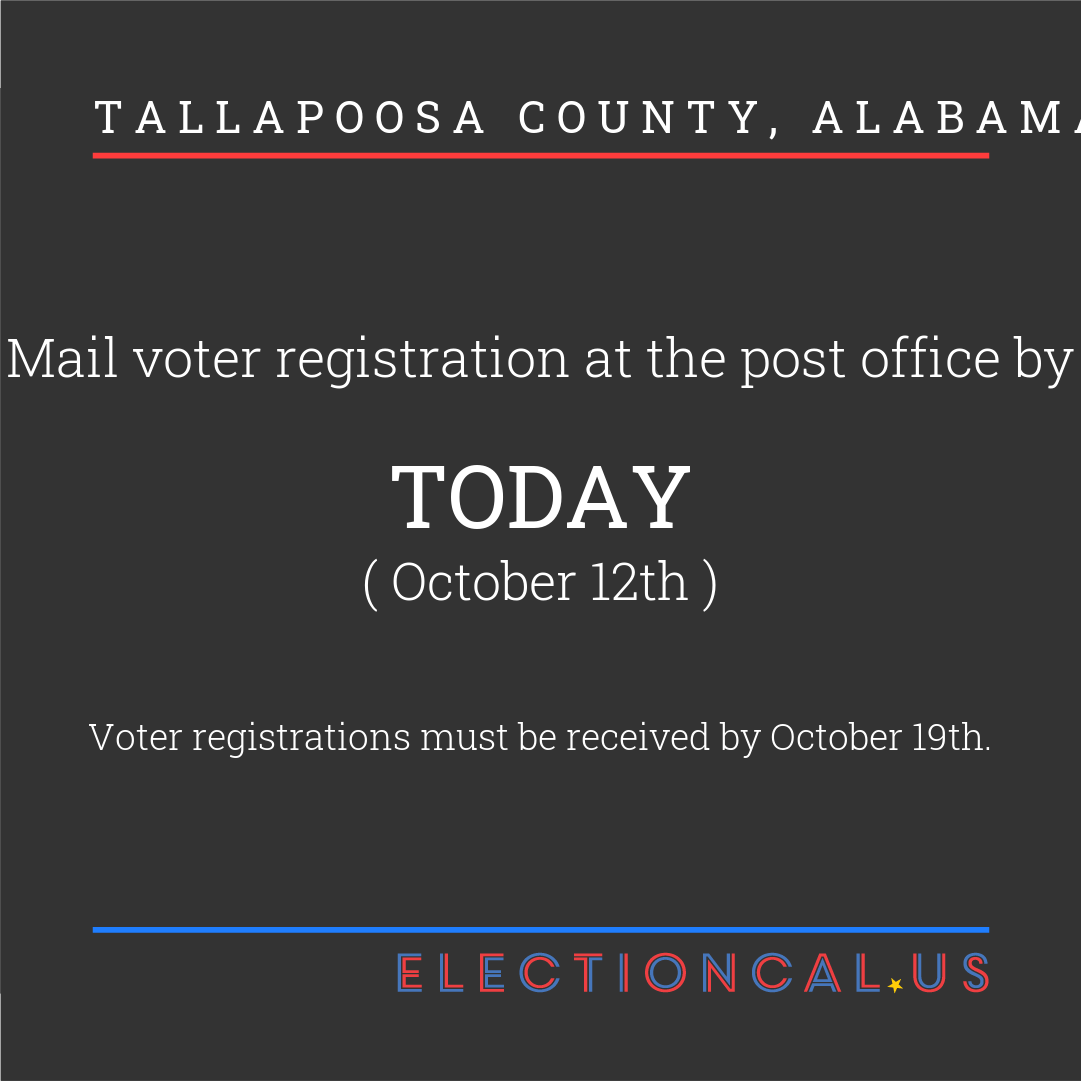 TALLAPOOSA COUNTY, ALABAMA
Mail voter registration at the post office by
TODAY
( October 12th )
Voter registrations must be received by October 19th.
ELECTIONCAL.US